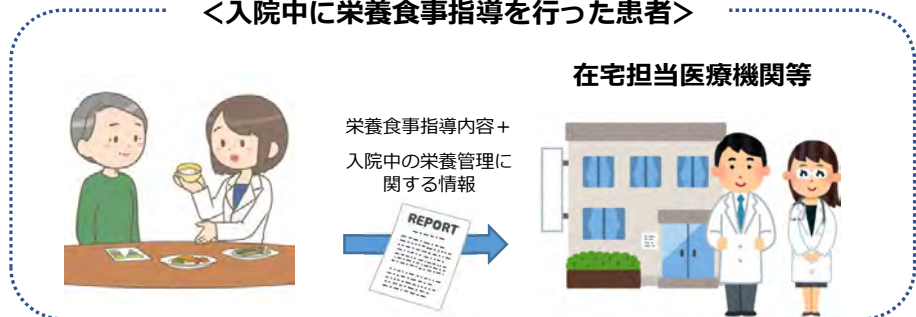 <入院中に栄養食事指導を行った患者>
在宅担当医療機関等
栄養食事指導内容+
入院中の栄養管理に
関する情報
REPORT